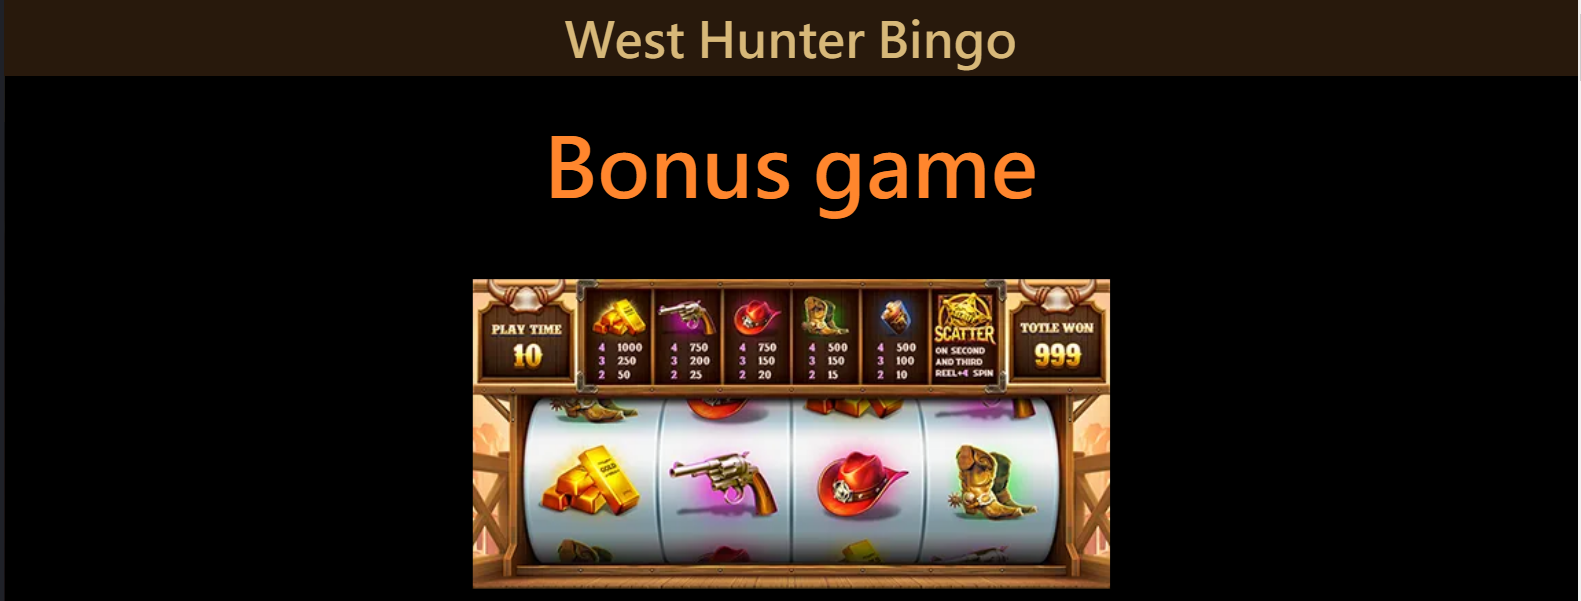 West Hunter Bingo
Bonus game
PLAY TIME
10
4 1000
3 250
2 50
4 750
3 200
2 25
4 750
3 150
2 20
4 500
3 150
2 15
4 500
3 100
2 10
SCATTER
ON SECOND
AND THIRD
REEL+4 SPIN
TOTLE WON
999
GOLD